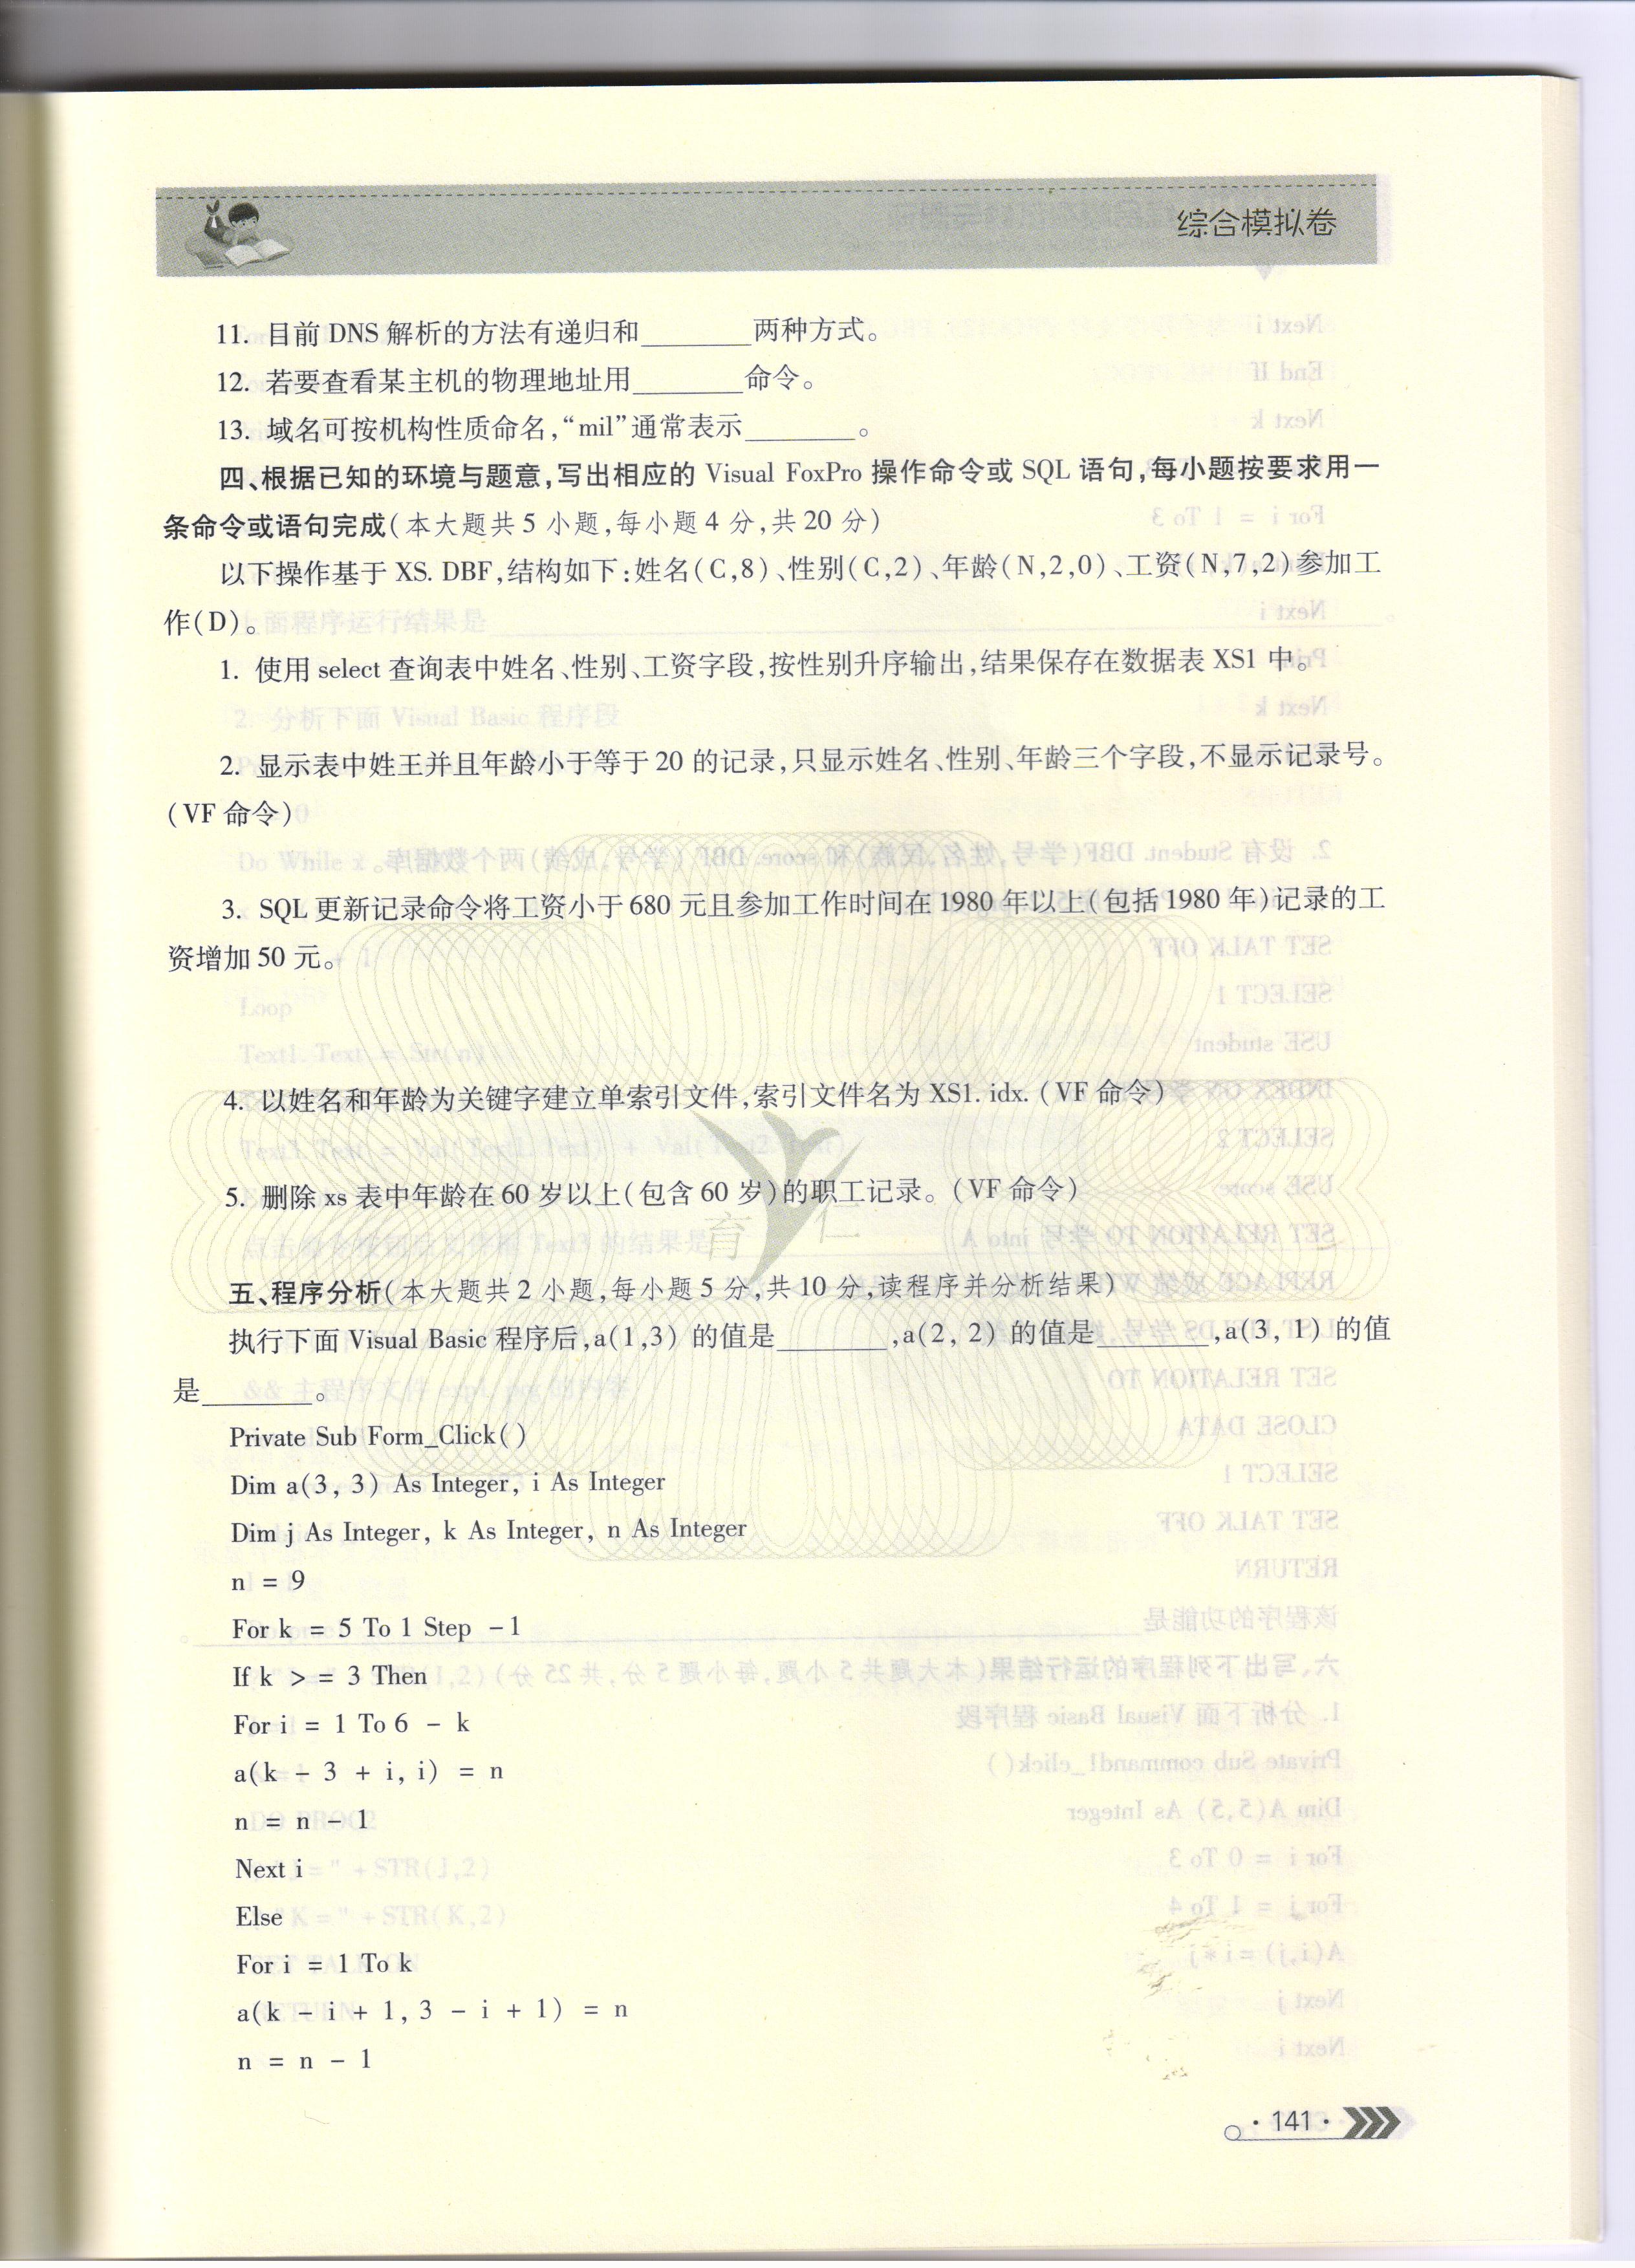 综合模拟卷
11. 目前 DNS 解析的方法有递归和________两种方式。
12. 若要查看某主机的物理地址用________命令。
13. 域名可按机构性质命名,“mil”通常表示________。
四、根据已知的环境与题意,写出相应的 Visual FoxPro 操作命令或 SQL 语句,每小题按要求用一
条命令或语句完成(本大题共 5 小题,每小题 4 分,共 20 分)
以下操作基于 XS. DBF,结构如下:姓名(C,8)、性别(C,2)、年龄(N,2,0)、工资(N,7,2)参加工
作(D)。
1. 使用 select 查询表中姓名、性别、工资字段,按性别升序输出,结果保存在数据表 XS1 中。
2. 显示表中姓王并且年龄小于等于 20 的记录,只显示姓名、性别、年龄三个字段,不显示记录号。
(VF 命令)
3. SQL 更新记录命令将工资小于 680 元且参加工作时间在 1980 年以上(包括 1980 年)记录的工
资增加 50 元。
4. 以姓名和年龄为关键字建立单索引文件,索引文件名为 XS1. idx. (VF 命令)
5. 删除 xs 表中年龄在 60 岁以上(包含 60 岁)的职工记录。(VF 命令)
育仁
五、程序分析(本大题共 2 小题,每小题 5 分,共 10 分,读程序并分析结果)
执行下面 Visual Basic 程序后,a(1,3) 的值是________,a(2, 2) 的值是________,a(3, 1) 的值
是________。
Private Sub Form_Click( )
Dim a(3, 3) As Integer, i As Integer
Dim j As Integer, k As Integer, n As Integer
n = 9
For k = 5 To 1 Step -1
If k > = 3 Then
For i = 1 To 6 - k
a(k - 3 + i, i) = n
n = n - 1
Next i
Else
For i = 1 To k
a(k - i + 1, 3 - i + 1) = n
n = n - 1
· 141 ·